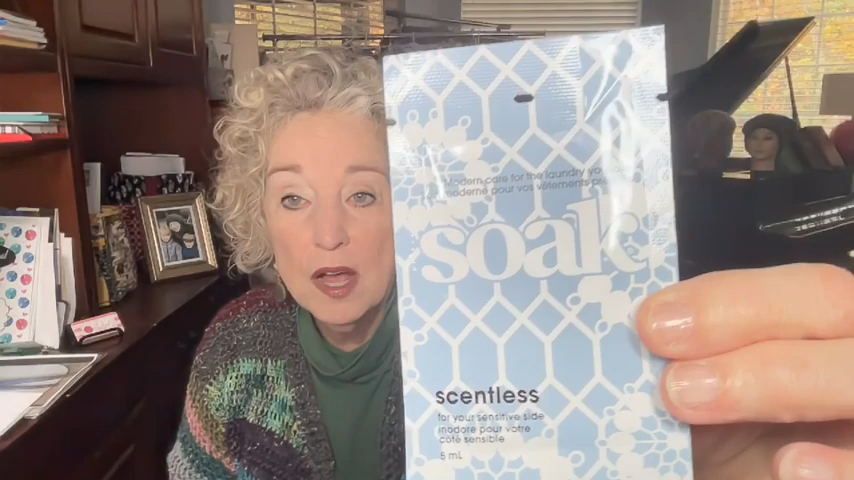 Modern care for the laundry yo
moderne pour vos vêtements pr
soak
scentless
for your sensitive side
inodore pour votre
côté sensible
5 mL